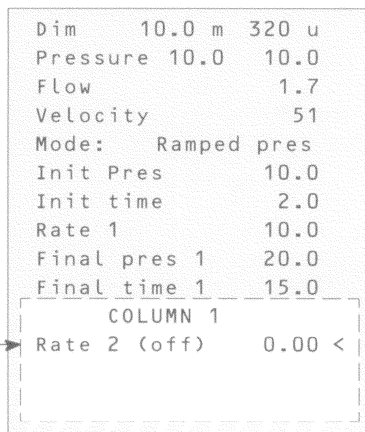 Dim 10.0 m 320 u
Pressure 10.0 10.0
Flow 1.7
Velocity 51
Mode: Ramped pres
Init Pres 10.0
Init time 2.0
Rate 1 10.0
Final pres 1 20.0
Final time 1 15.0
COLUMN 1
Rate 2 (off) 0.00 <